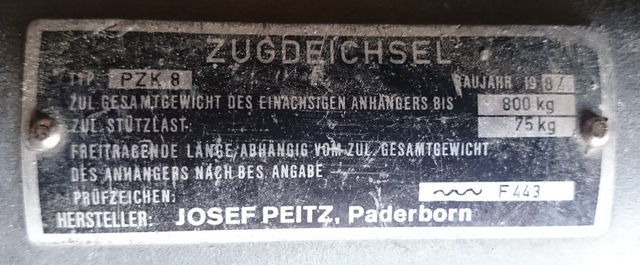 ZUGDEICHSEL
TYP PZK 8 BAUJAHR 1987
ZUL. GESAMTGEWICHT DES EINACHSIGEN ANHÄNGERS BIS 800 kg
ZUL. STÜTZLAST 75 kg
FREITRAGENDE LÄNGE/ABHÄNGIG VOM ZUL. GESAMTGEWICHT
DES ANHÄNGERS NACH BES. ANGABE
PRÜFZEICHEN: F 443
HERSTELLER: JOSEF PEITZ, Paderborn